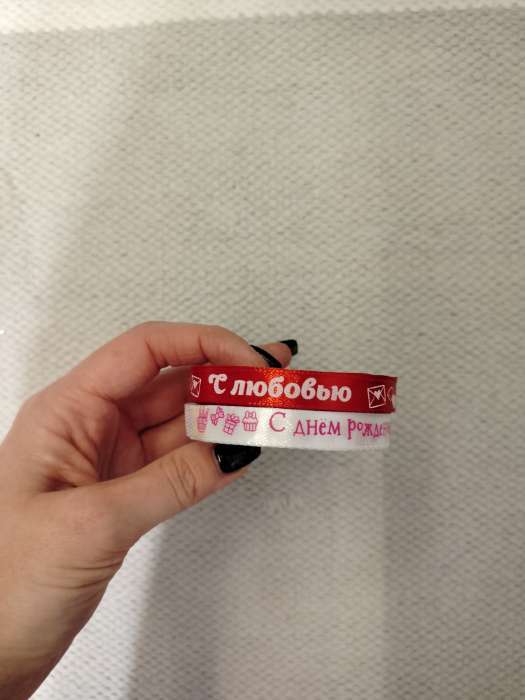 С любовью
С днем рожде